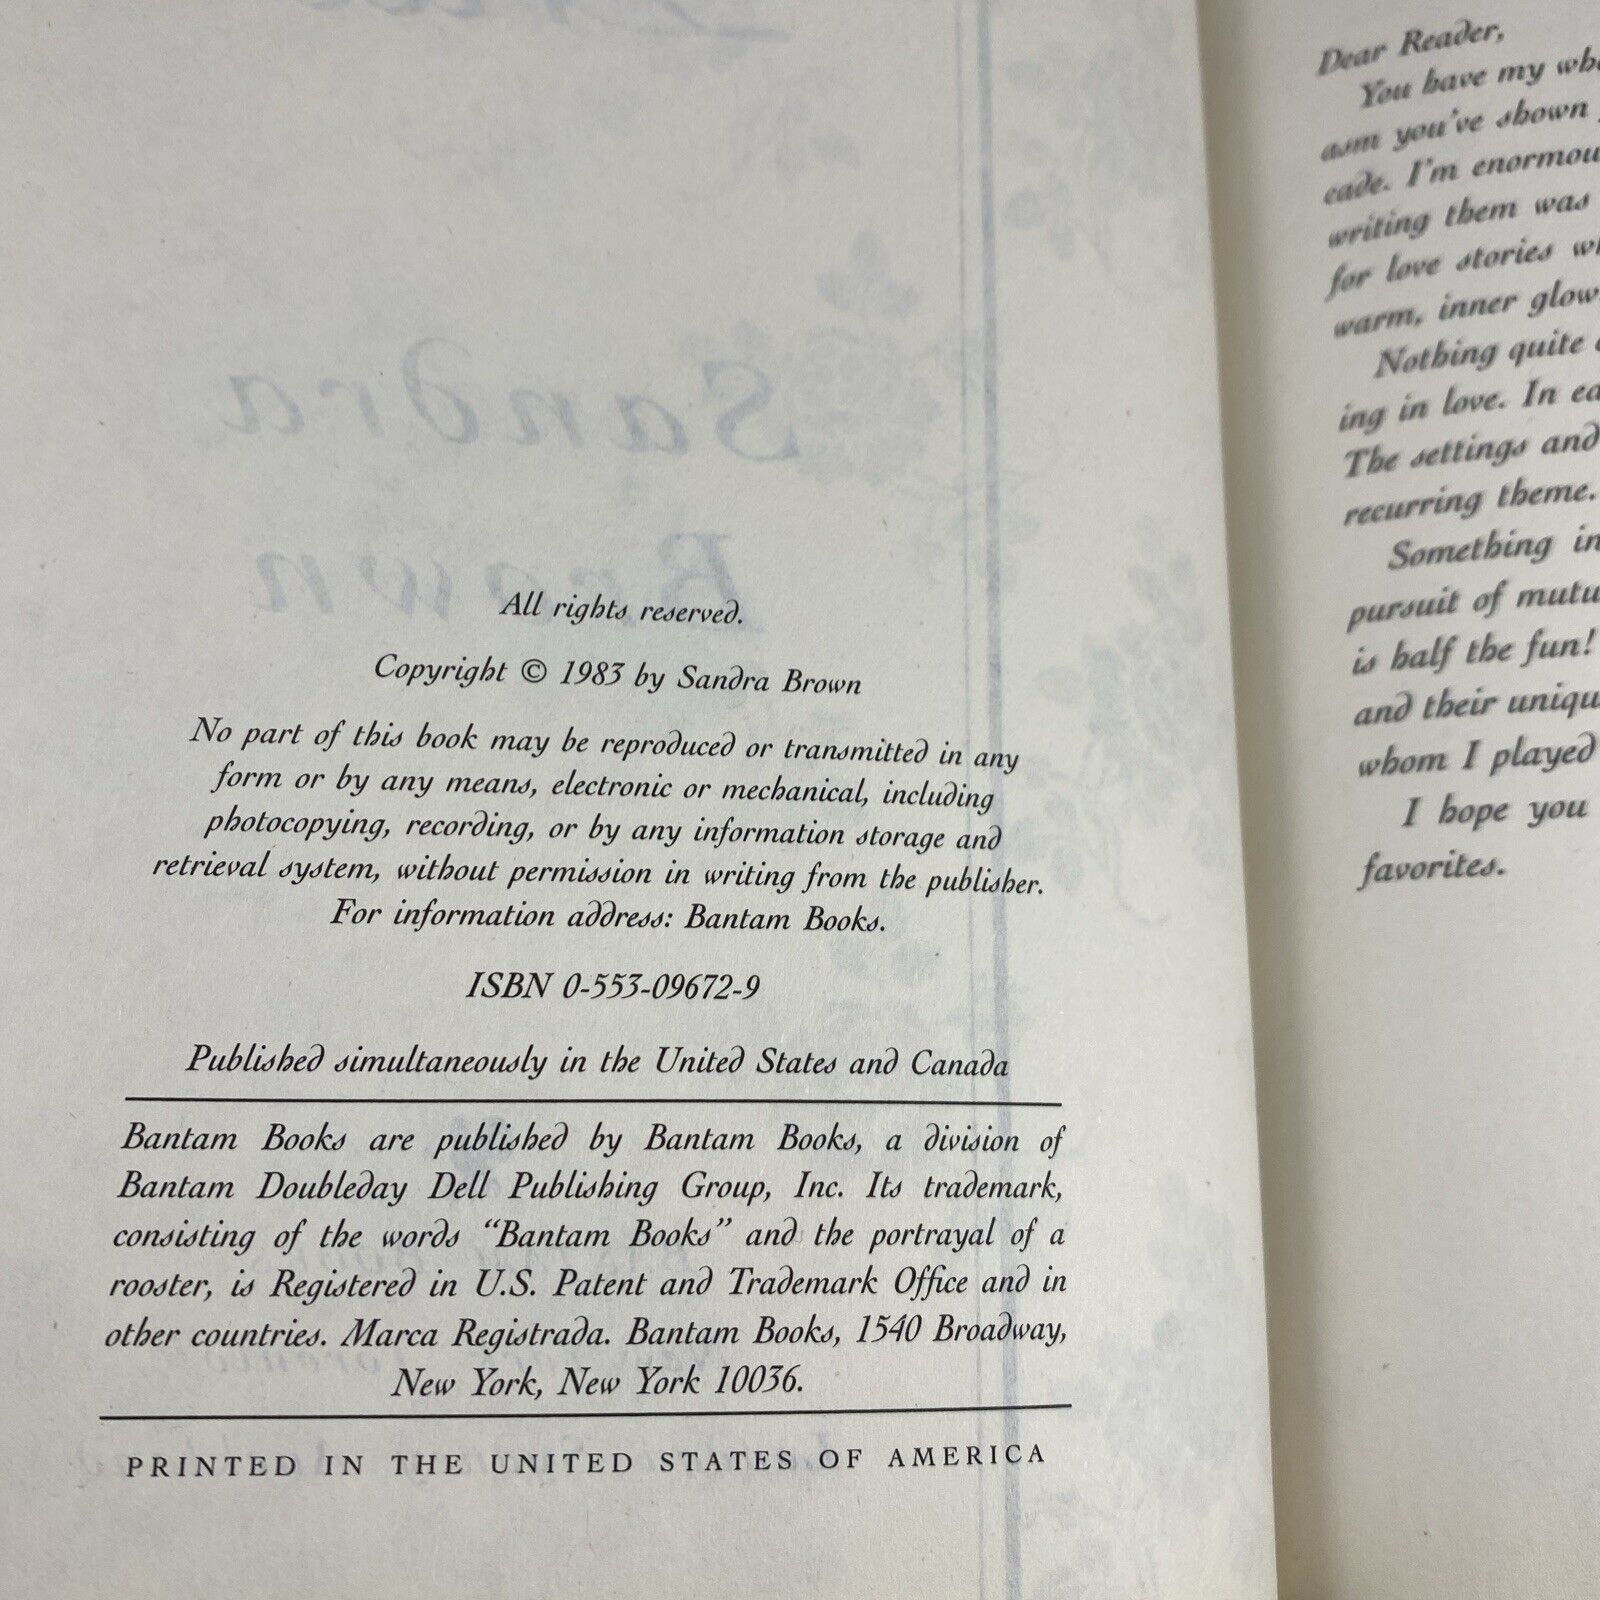 Sandra
Brown
All rights reserved.
Copyright © 1983 by Sandra Brown
No part of this book may be reproduced or transmitted in any
form or by any means, electronic or mechanical, including
photocopying, recording, or by any information storage and
retrieval system, without permission in writing from the publisher.
For information address: Bantam Books.
ISBN 0-553-09672-9
Published simultaneously in the United States and Canada
Bantam Books are published by Bantam Books, a division of
Bantam Doubleday Dell Publishing Group, Inc. Its trademark,
consisting of the words “Bantam Books” and the portrayal of a
rooster, is Registered in U.S. Patent and Trademark Office and in
other countries. Marca Registrada. Bantam Books, 1540 Broadway,
New York, New York 10036.
PRINTED IN THE UNITED STATES OF AMERICA
Dear Reader,
You have my
asm you've shown
cade. I'm
writing them was
for love stories
warm, inner glow
Nothing quite
ing in love. In
The settings and
recurring theme.
Something
pursuit of
is half the fun!
and their
whom I played
I hope you
favorites.